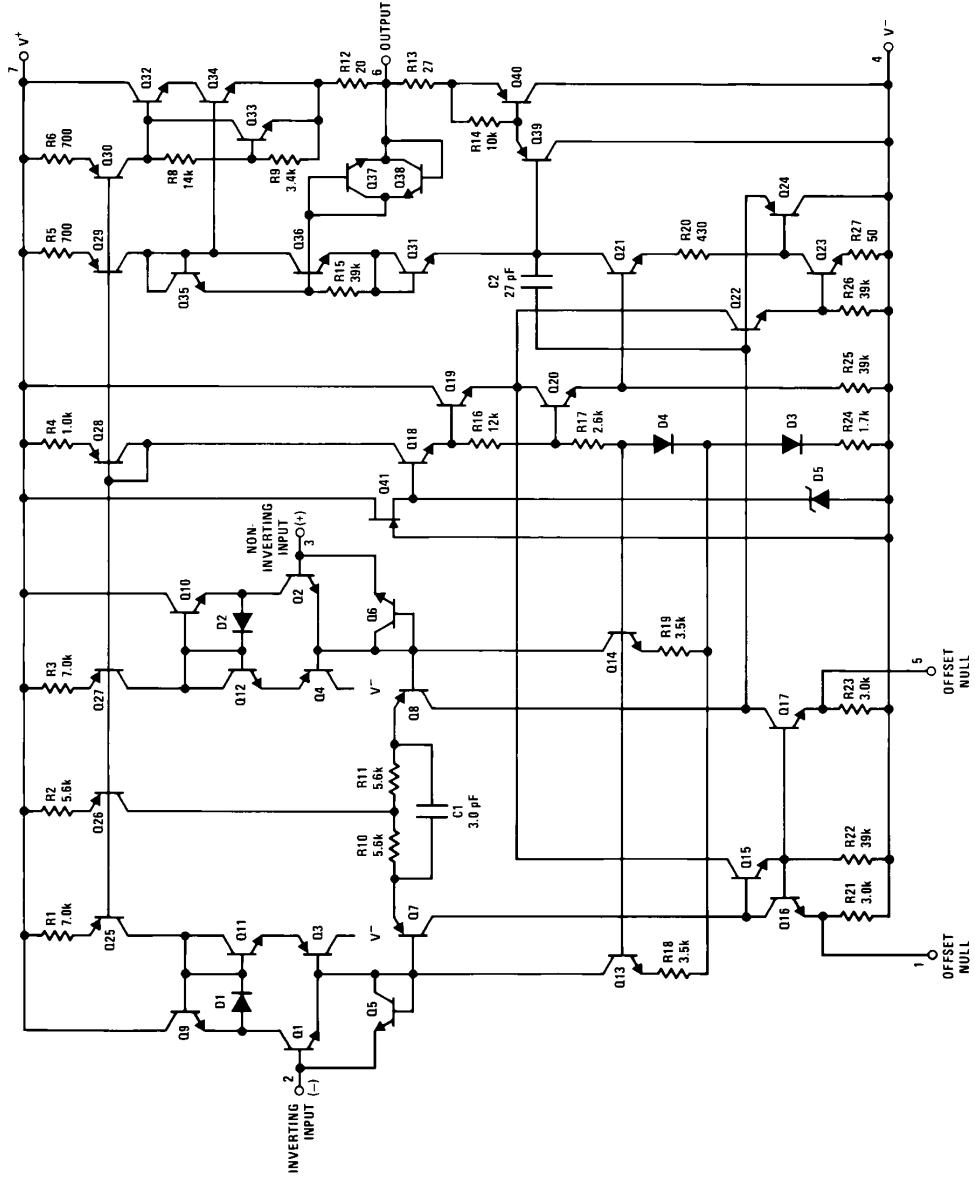 7
V+
R1
7.0k
R2
5.6k
R3
7.0k
R4
1.0k
R5
700
R6
700
Q25
Q26
Q27
Q28
Q29
Q30
Q32
Q9
Q11
D1
Q10
D2
Q12
NON-
INVERTING
INPUT
(+)
3
Q35
R8
14k
Q33
Q34
R9
3.4k
INVERTING
INPUT
(−)
2
Q1
Q3
V−
Q2
Q4
V−
Q5
Q6
Q7
Q8
R10
5.6k
R11
5.6k
C1
3.0 pF
Q41
Q18
Q36
R15
39k
Q31
Q37
Q38
R12
20
6
OUTPUT
R13
27
R14
10k
Q40
Q39
Q19
R16
12k
Q20
R17
2.6k
C2
27 pF
Q21
R20
430
Q13
R18
3.5k
Q14
R19
3.5k
D4
D3
R24
1.7k
D5
R25
39k
Q22
Q24
Q23
R26
39k
R27
50
Q15
Q16
Q17
R21
3.0k
R22
39k
R23
3.0k
4
V−
1
OFFSET
NULL
5
OFFSET
NULL